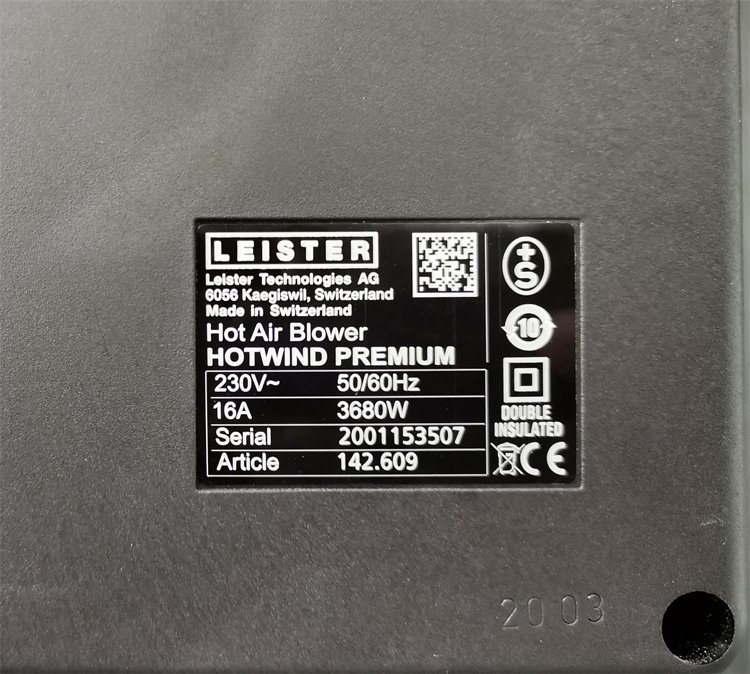 LEISTER
Leister Technologies AG
6056 Kaegiswil, Switzerland
Made in Switzerland
Hot Air Blower
HOTWIND PREMIUM
230V~ 50/60Hz
16A 3680W
Serial 2001153507
Article 142.609
+S
10
DOUBLE
INSULATED
CE
20 03